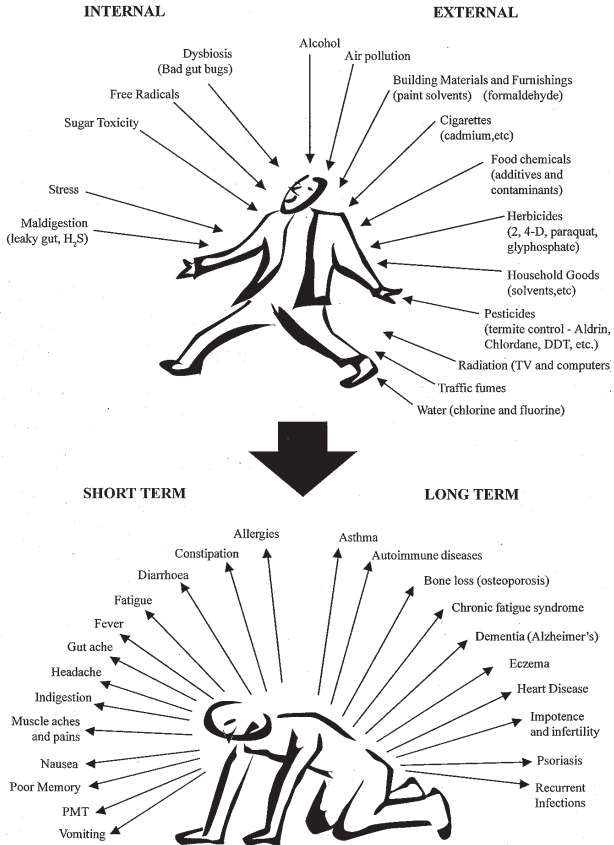 INTERNAL
EXTERNAL
Alcohol
Dysbiosis
(Bad gut bugs)
Free Radicals
Sugar Toxicity
Stress
Maldigestion
(leaky gut, H₂S)
Air pollution
Building Materials and Furnishings
(paint solvents) (formaldehyde)
Cigarettes
(cadmium,etc)
Food chemicals
(additives and
contaminants)
Herbicides
(2, 4-D, paraquat,
glyphosphate)
Household Goods
(solvents,etc)
Pesticides
(termite control - Aldrin,
Chlordane, DDT, etc.)
Radiation (TV and computers)
Traffic fumes
Water (chlorine and fluorine)
SHORT TERM
LONG TERM
Allergies
Constipation
Diarrhoea
Fatigue
Fever
Gut ache
Headache
Indigestion
Muscle aches
and pains
Nausea
Poor Memory
PMT
Vomiting
Asthma
Autoimmune diseases
Bone loss (osteoporosis)
Chronic fatigue syndrome
Dementia (Alzheimer's)
Eczema
Heart Disease
Impotence
and infertility
Psoriasis
Recurrent
Infections